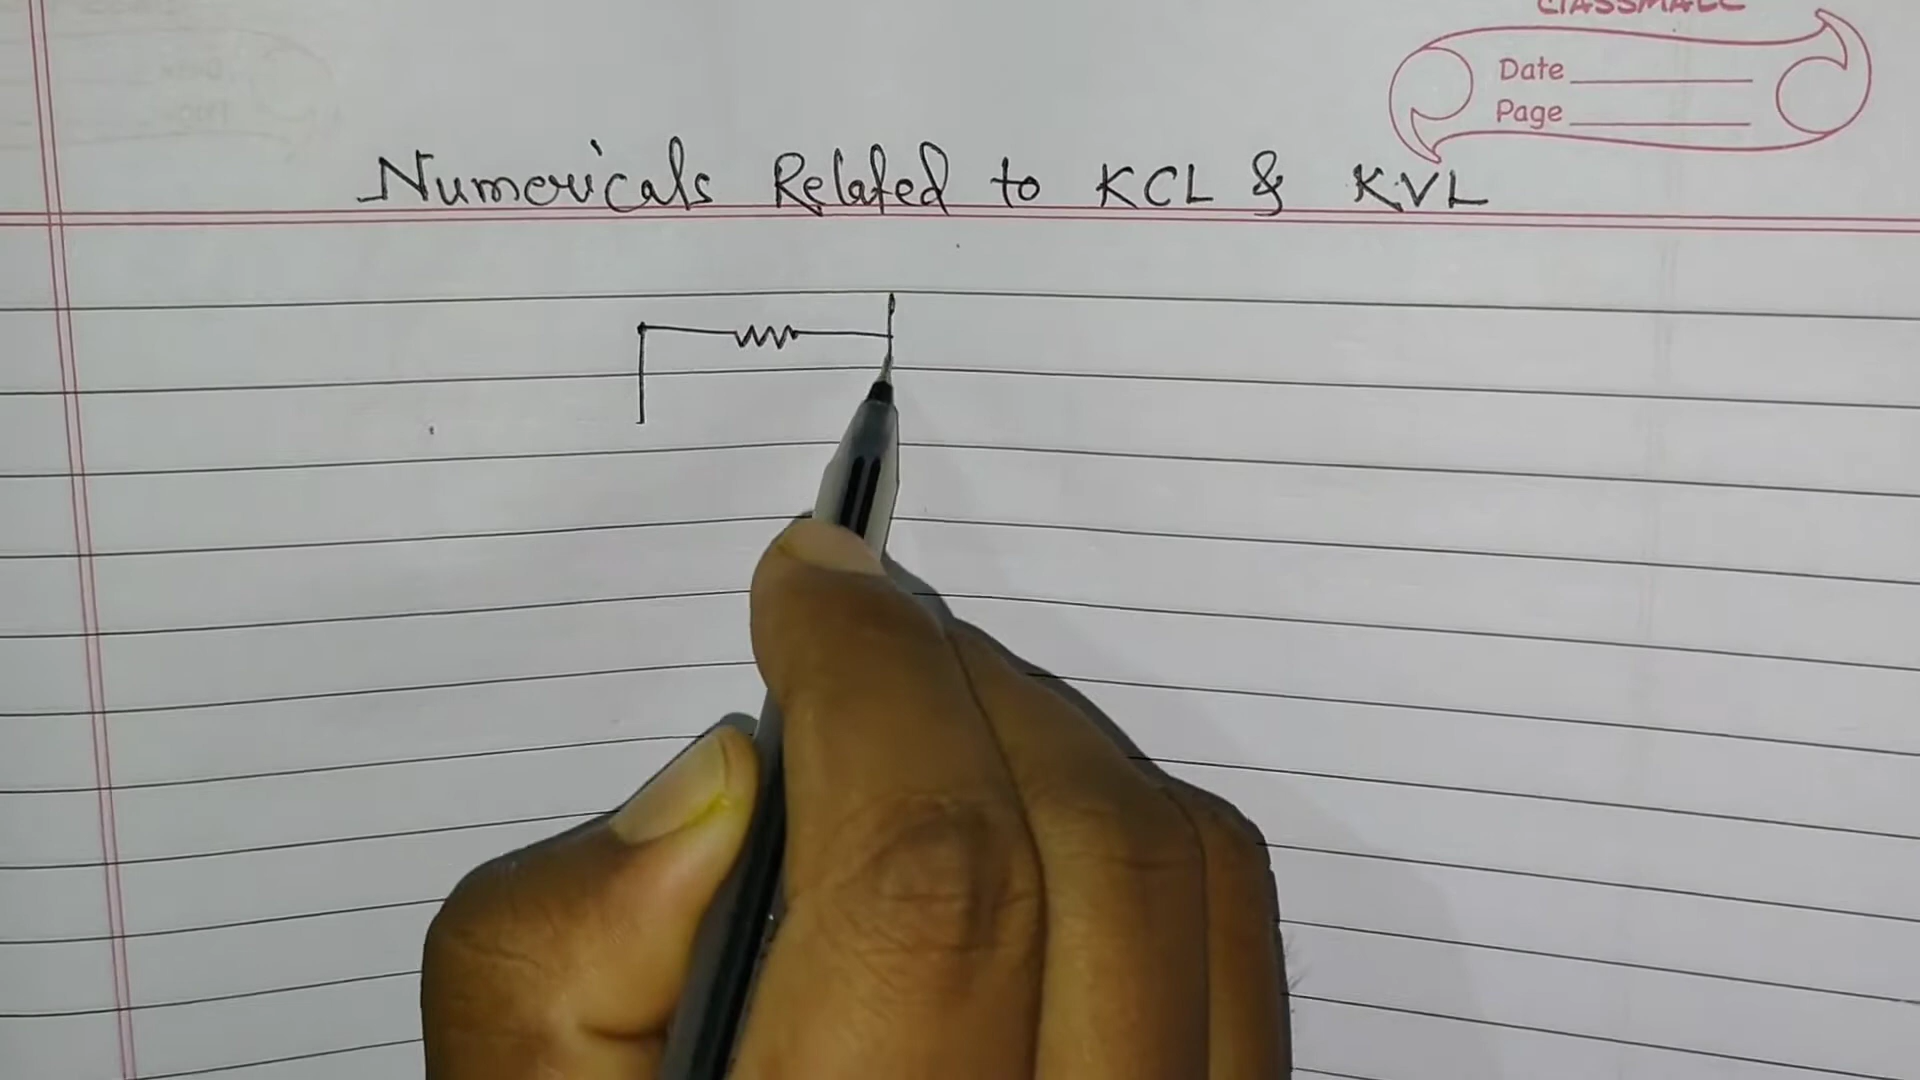 Date
Page
Numericals Related to KCL & KVL